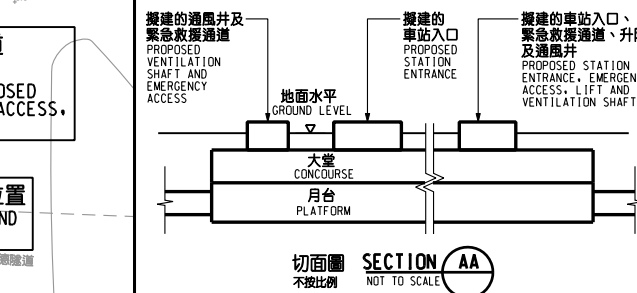 擬建的通風井及
緊急救援通道
PROPOSED
VENTILATION
SHAFT AND
EMERGENCY
ACCESS
擬建的
車站入口
PROPOSED
STATION
ENTRANCE
擬建的車站入口、
緊急救援通道、
及通風井
PROPOSED STATION
ENTRANCE,
ACCESS, LIFT AND
VENTILATION SHAFT
地面水平
GROUND LEVEL
大堂
CONCOURSE
月台
PLATFORM
切面圖 SECTION AA
不按比例 NOT TO SCALE
道
ACCESS,
位置